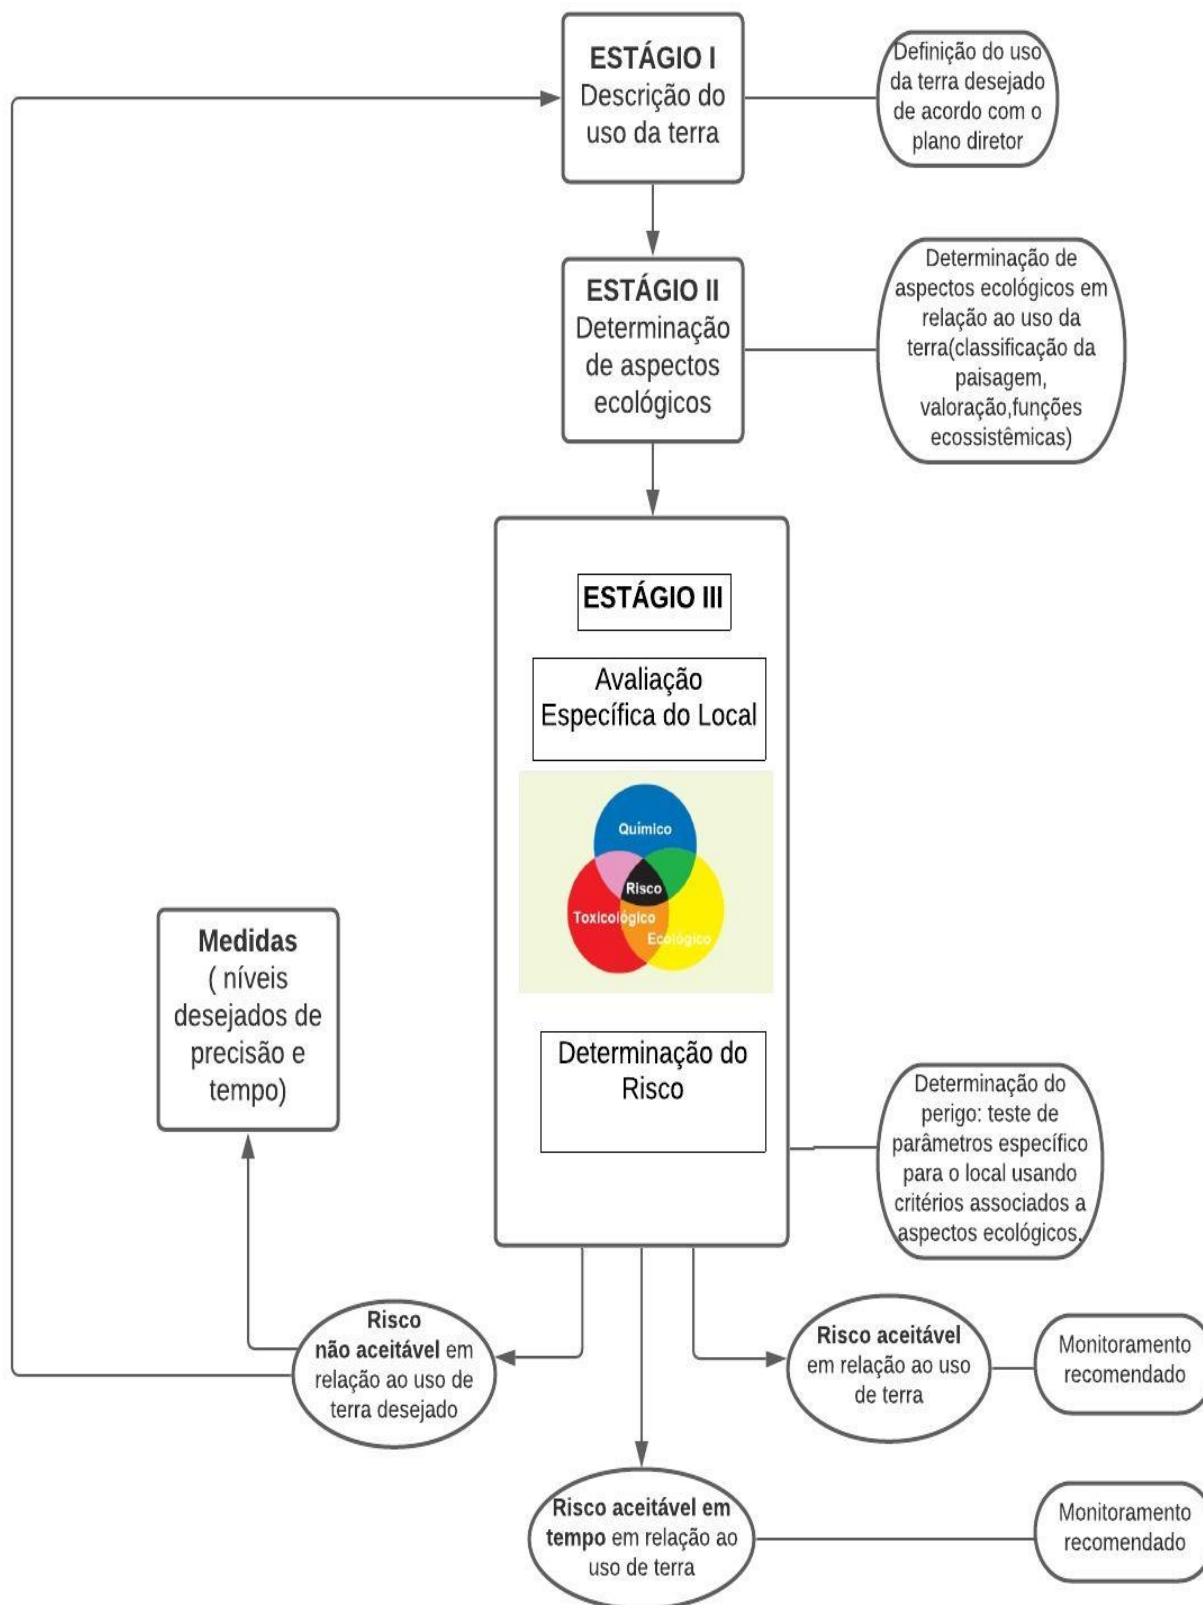 ESTÁGIO I
Descrição do
uso da terra
Definição do uso
da terra desejado
de acordo com o
plano diretor
ESTÁGIO II
Determinação
de aspectos
ecológicos
Determinação de
aspectos ecológicos em
relação ao uso da
terra(classificação da
paisagem,
valoração,funções
ecossistêmicas)
ESTÁGIO III
Avaliação
Específica do Local
Químico
Risco
Toxicológico
Ecológico
Determinação do
Risco
Medidas
( níveis
desejados de
precisão e
tempo)
Determinação do
perigo: teste de
parâmetros específico
para o local usando
critérios associados a
aspectos ecológicos.
Risco
não aceitável em
relação ao uso de
terra desejado
Risco aceitável
em relação ao uso
de terra
Monitoramento
recomendado
Risco aceitável em
tempo em relação ao
uso de terra
Monitoramento
recomendado